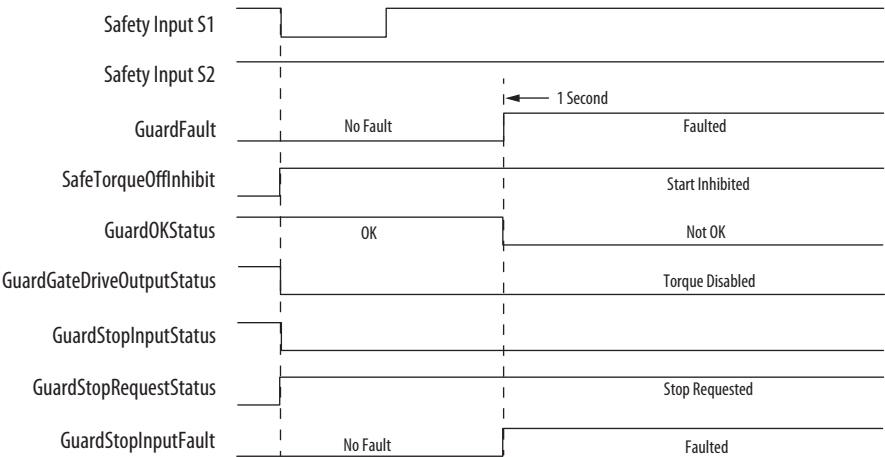 Safety Input S1
Safety Input S2
1 Second
GuardFault No Fault Faulted
SafeTorqueOffInhibit Start Inhibited
GuardOKStatus OK Not OK
GuardGateDriveOutputStatus Torque Disabled
GuardStopInputStatus
GuardStopRequestStatus Stop Requested
GuardStopInputFault No Fault Faulted